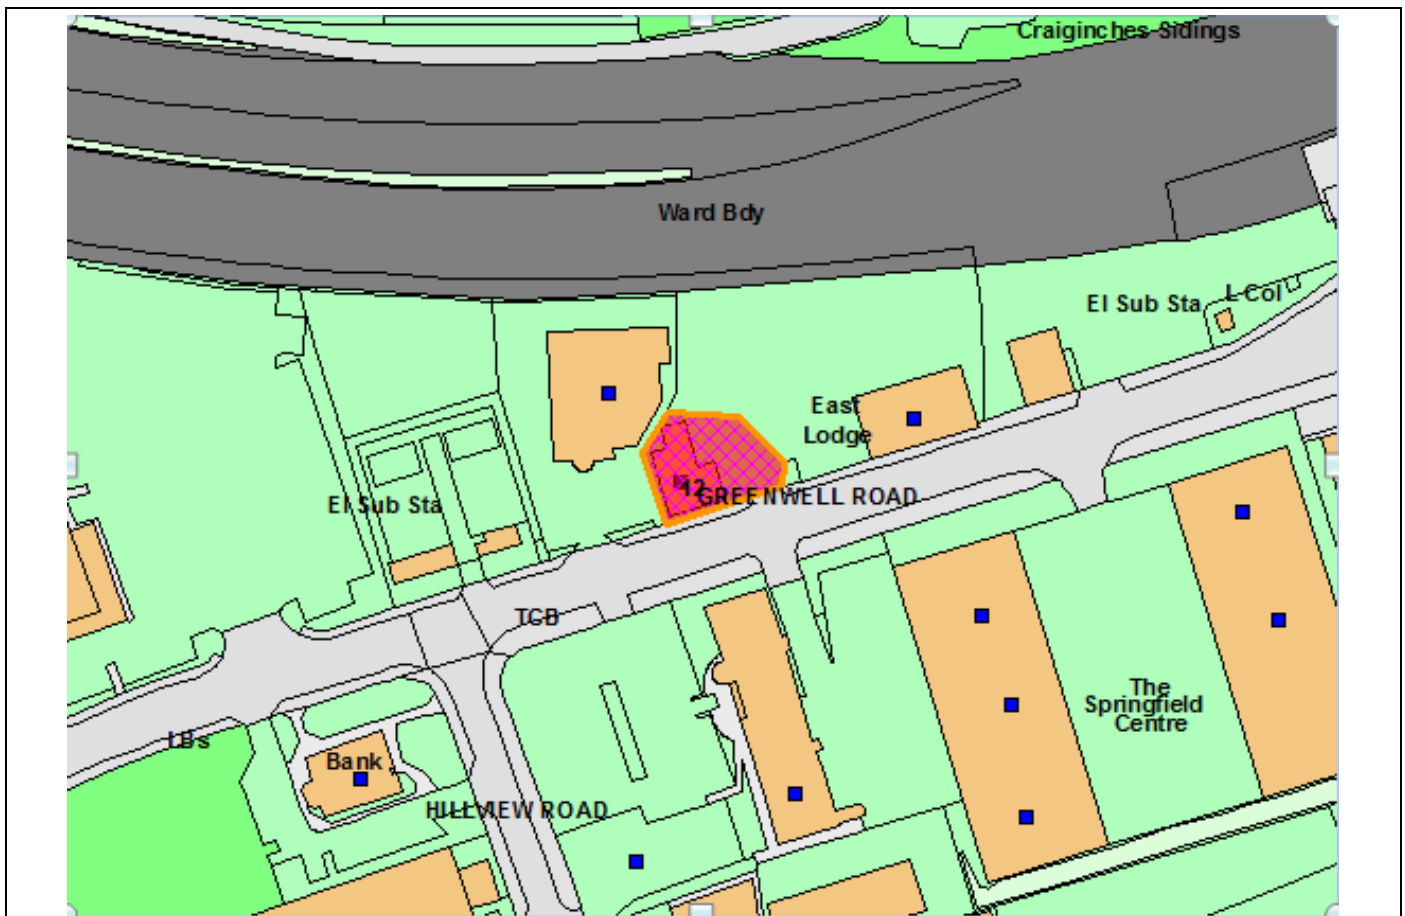 Craiginches Sidings
Ward Bdy
El Sub Sta
L Col
East
Lodge
El Sub Sta
12
GREENWELL ROAD
TCB
The
Springfield
Centre
LBs
Bank
HILLVIEW ROAD